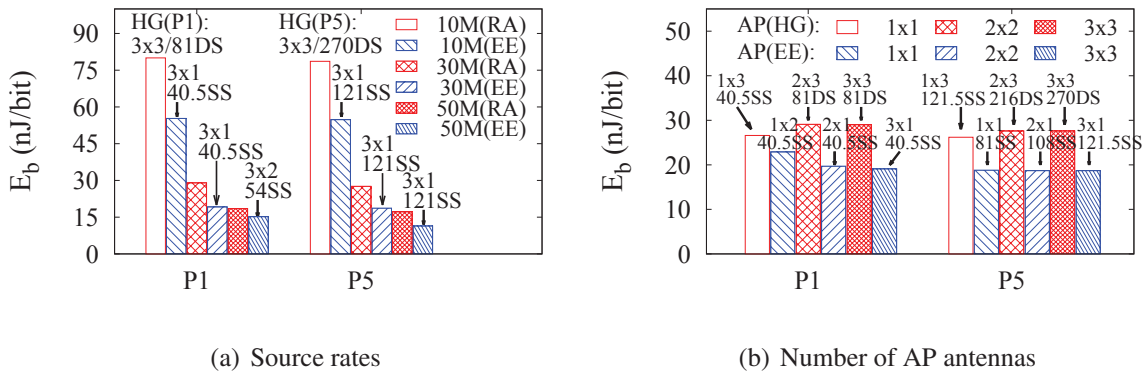 HG(P1):
3x3/81DS
HG(P5):
3x3/270DS
10M(RA)
10M(EE)
30M(RA)
30M(EE)
50M(RA)
50M(EE)
90
75
60
45
30
15
0
E_b (nJ/bit)
3x1
40.5SS
3x1
40.5SS
3x2
54SS
3x1
121SS
3x1
121SS
3x1
121SS
P1
P5
(a) Source rates
AP(HG): 1x1 2x2 3x3
AP(EE): 1x1 2x2 3x3
50
40
30
20
10
0
E_b (nJ/bit)
1x3
40.5SS
2x3
81DS
3x3
81DS
1x2
40.5SS
2x1
40.5SS
3x1
40.5SS
1x3
121.5SS
2x3
216DS
3x3
270DS
1x1
81SS
2x1
108SS
3x1
121.5SS
P1
P5
(b) Number of AP antennas